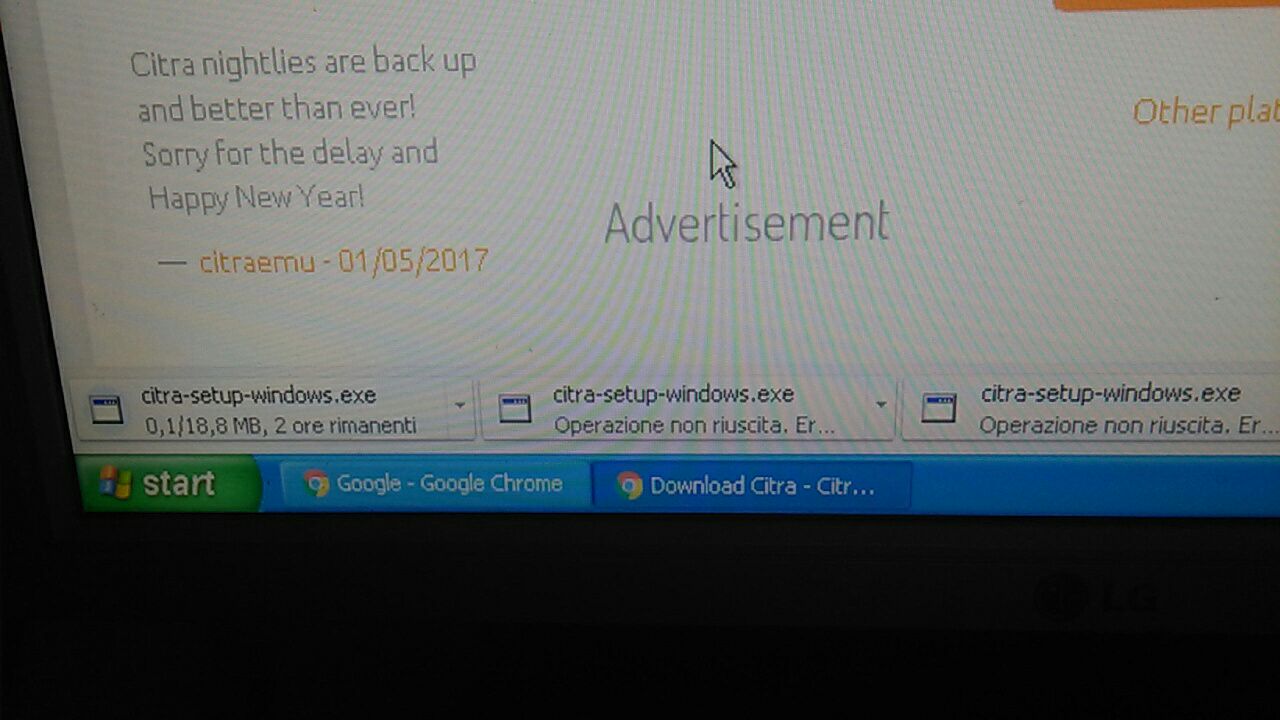 Citra nightlies are back up
and better than ever!
Sorry for the delay and
Happy New Year!
— citraemu - 01/05/2017
Advertisement
Other plat
citra-setup-windows.exe
0,1/18,8 MB, 2 ore rimanenti
citra-setup-windows.exe
Operazione non riuscita. Er...
citra-setup-windows.exe
Operazione non riuscita. Er...
start
Google - Google Chrome
Download Citra - Citr...
LG